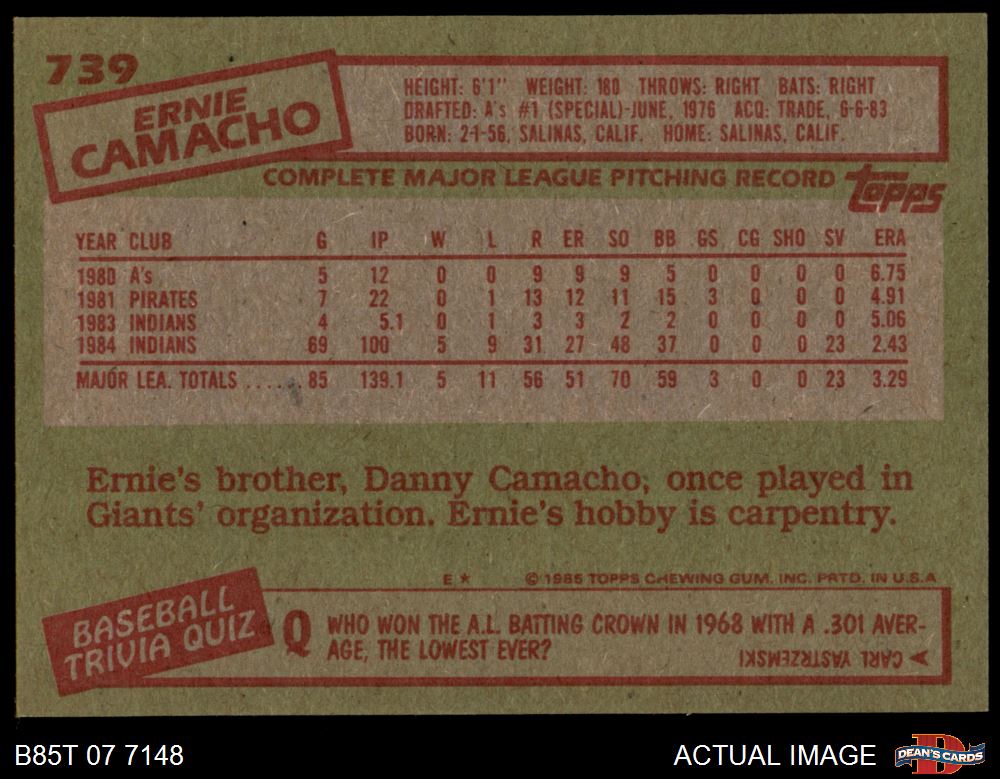 739
ERNIE
CAMACHO
HEIGHT: 6'1" WEIGHT: 180 THROWS: RIGHT BATS: RIGHT
DRAFTED: A's #1 (SPECIAL)-JUNE, 1976 ACQ: TRADE, 6-6-83
BORN: 2-1-56, SALINAS, CALIF. HOME: SALINAS, CALIF.
COMPLETE MAJOR LEAGUE PITCHING RECORD topps
YEAR CLUB G IP W L R ER SO BB GS CG SHO SV ERA
1980 A's 5 12 0 0 9 9 9 5 0 0 0 0 6.75
1981 PIRATES 7 22 0 1 13 12 11 15 3 0 0 0 4.91
1983 INDIANS 4 5.1 0 1 3 3 2 2 0 0 0 0 5.06
1984 INDIANS 69 100 5 9 31 27 48 37 0 0 0 23 2.43
MAJOR LEA. TOTALS ...... 85 139.1 5 11 56 51 70 59 3 0 0 23 3.29
Ernie's brother, Danny Camacho, once played in
Giants' organization. Ernie's hobby is carpentry.
E * © 1985 TOPPS CHEWING GUM, INC. PRTD. IN U.S.A
BASEBALL
TRIVIA QUIZ
Q WHO WON THE A.L. BATTING CROWN IN 1968 WITH A .301 AVER-
AGE, THE LOWEST EVER?
CARL YASTRZEMSKI
B85T 07 7148 ACTUAL IMAGE DEAN'S CARDS